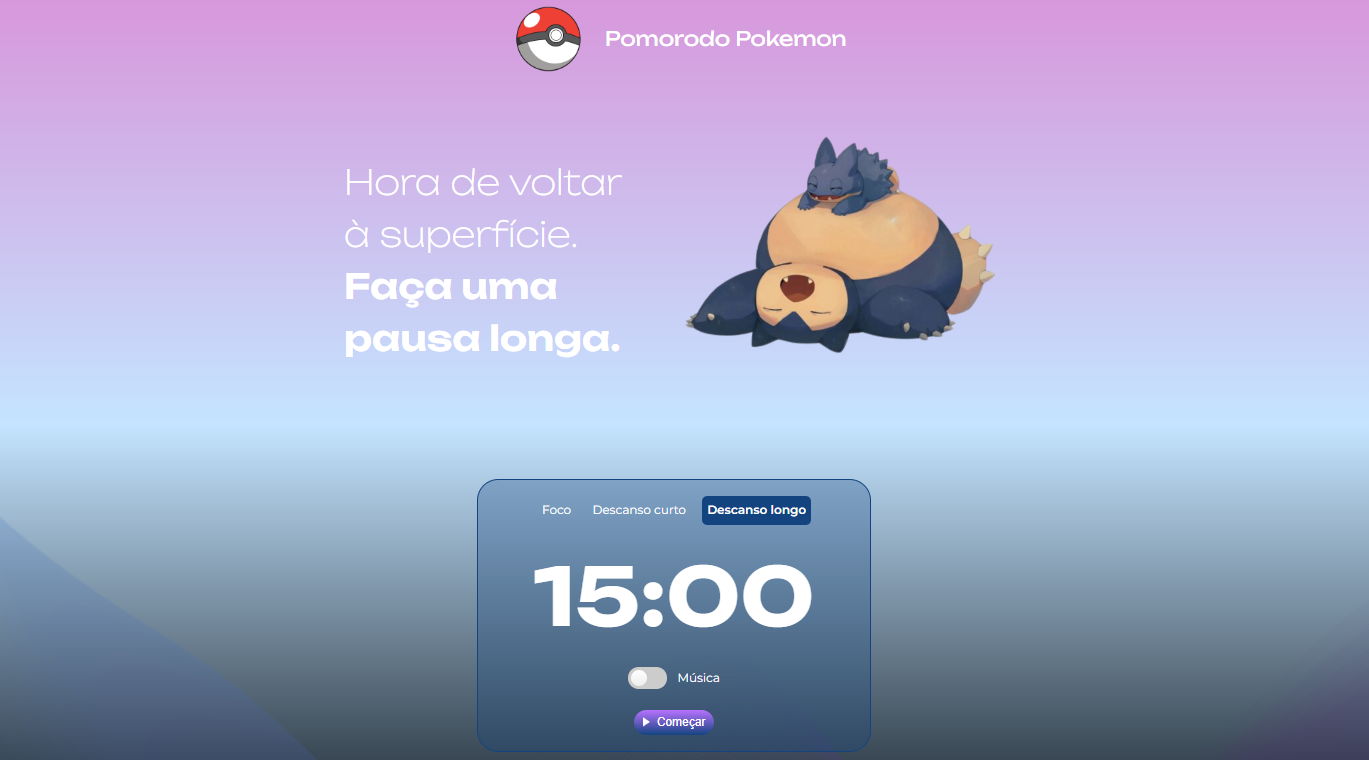 Pomorodo Pokemon
Hora de voltar
à superfície.
Faça uma
pausa longa.
Foco Descanso curto Descanso longo
15:00
Música
Começar